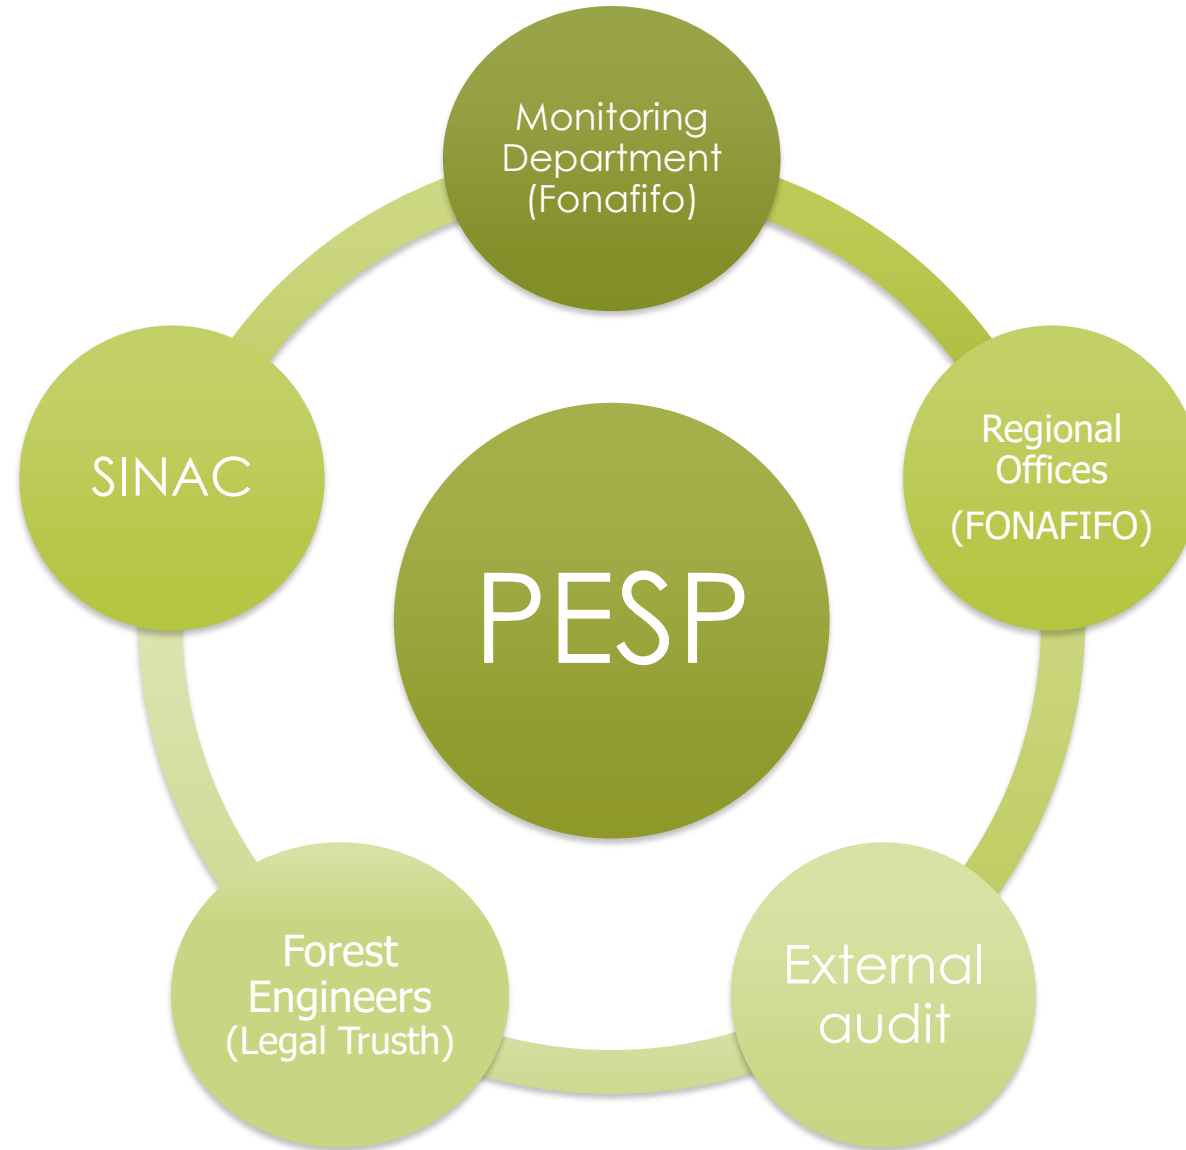 Monitoring
Department
(Fonafifo)
SINAC
Regional
Offices
(FONAFIFO)
PESP
Forest
Engineers
(Legal Trusth)
External
audit